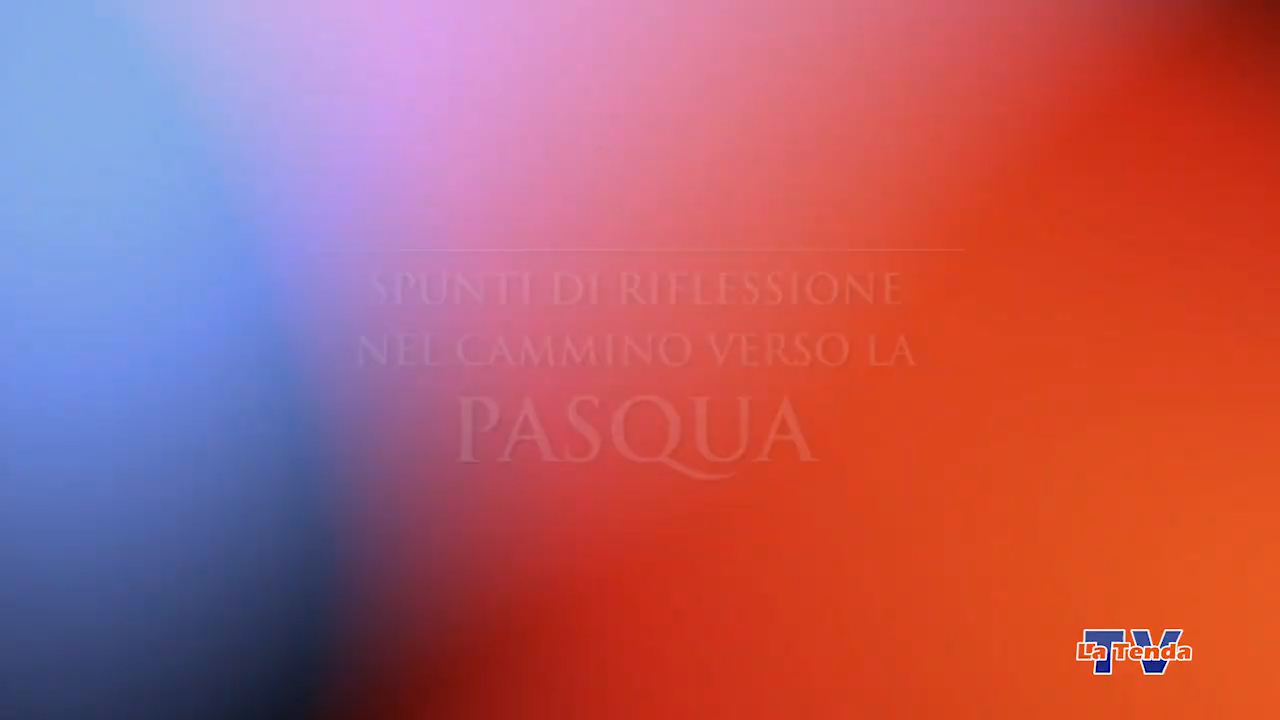 SPUNTI DI RIFLESSIONE
NEL CAMMINO VERSO LA
PASQUA
TV
La Tenda